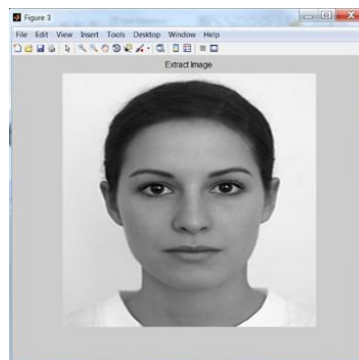 Figure 3
File Edit View Insert Tools Desktop Window Help
Extract Image